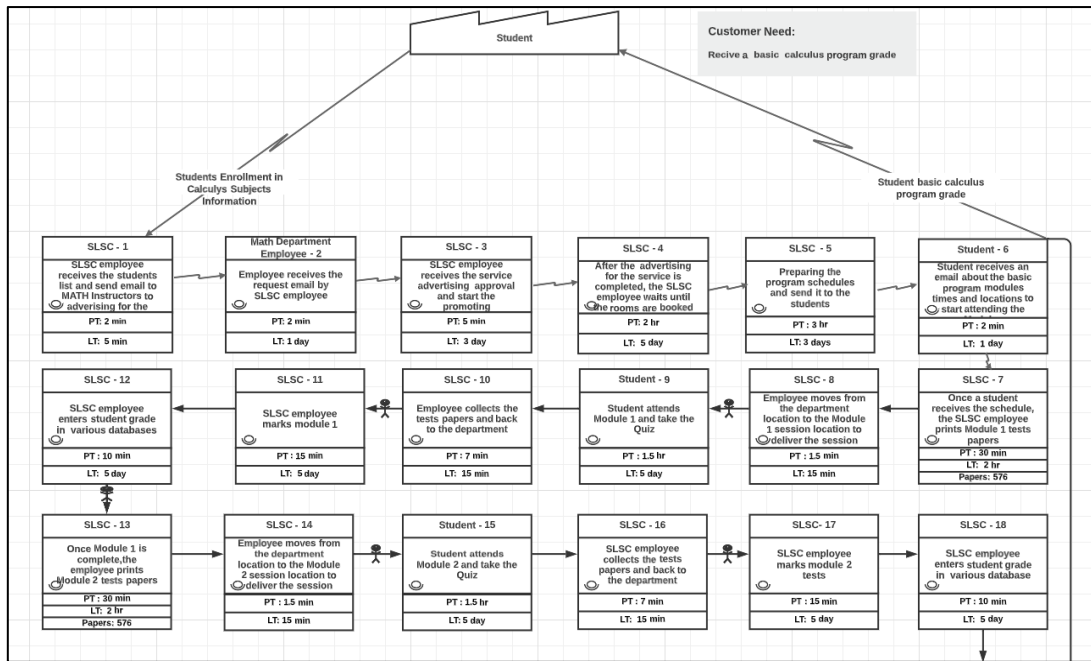 Student
Customer Need:
Recive a basic calculus program grade
Students Enrollment in
Calculys Subjects
Information
Student basic calculus
program grade
SLSC - 1
SLSC employee
receives the students
list and send email to
MATH Instructors to
advertising for the
PT: 2 min
LT: 5 min
Math Department
Employee - 2
Employee receives the
request email by
SLSC employee
PT: 2 min
LT: 1 day
SLSC - 3
SLSC employee
receives the service
advertising approval
and start the
promoting
PT: 5 min
LT: 3 day
SLSC - 4
After the advertising
for the service is
completed, the SLSC
employee waits until
the rooms are booked
PT: 2 hr
LT: 5 day
SLSC - 5
Preparing the
program schedules
and send it to the
students
PT : 3 hr
LT: 3 days
Student - 6
Student receives an
email about the basic
program modules
times and locations to
start attending the
PT : 2 min
LT: 1 day
SLSC - 12
SLSC employee
enters student grade
in various databases
PT : 10 min
LT: 5 day
SLSC - 11
SLSC employee
marks module 1
PT : 15 min
LT: 5 day
SLSC - 10
Employee collects the
tests papers and back
to the department
PT : 7 min
LT: 15 min
Student - 9
Student attends
Module 1 and take the
Quiz
PT : 1.5 hr
LT: 5 day
SLSC - 8
Employee moves from
the department
location to the Module
1 session location to
deliver the session
PT : 1.5 min
LT: 15 min
SLSC - 7
Once a student
receives the schedule,
the SLSC employee
prints Module 1 tests
papers
PT : 30 min
LT: 2 hr
Papers: 576
SLSC - 13
Once Module 1 is
complete,the
employee prints
Module 2 tests papers
PT : 30 min
LT: 2 hr
Papers: 576
SLSC - 14
Employee moves from
the department
location to the Module
2 session location to
deliver the session
PT : 1.5 min
LT: 15 min
Student - 15
Student attends
Module 2 and take the
Quiz
PT : 1.5 hr
LT: 5 day
SLSC - 16
SLSC employee
collects the tests
papers and back to
the department
PT : 7 min
LT: 15 min
SLSC -17
SLSC employee
marks module 2
tests
PT : 15 min
LT: 5 day
SLSC -18
SLSC employee
enters student grade
in various database
PT : 10 min
LT: 5 day